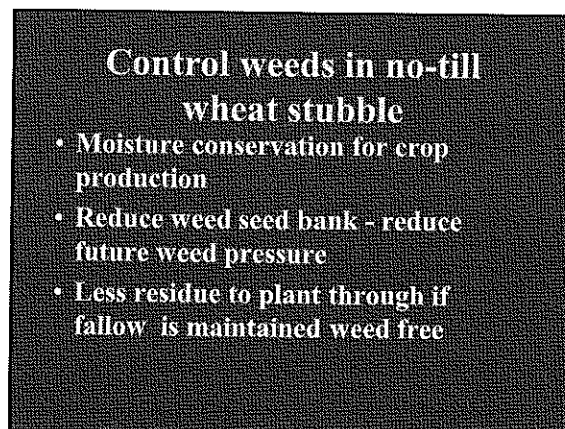 Control weeds in no-till
wheat stubble
• Moisture conservation for crop
production
• Reduce weed seed bank - reduce
future weed pressure
• Less residue to plant through if
fallow is maintained weed free